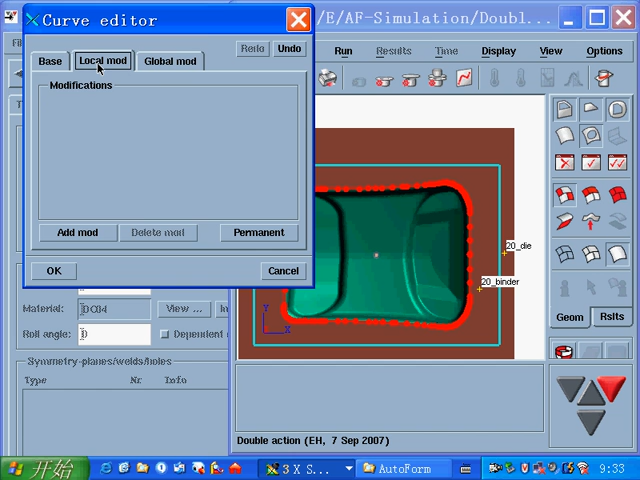 Curve editor
/E/AF-Simulation/Doubl...
Redo Undo
Base Local mod Global mod
Run Results Time Display View Options
Modifications
Add mod Delete mod Permanent
OK Cancel
20_die
20_binder
Material: DC04 View ...
Roll angle: 0 Dependent
Geom Rslts
Symmetry-planes/welds/holes
Type Nr Info
Y
X
Double action (EH, 7 Sep 2007)
开始
3 X S...
AutoForm
9:33